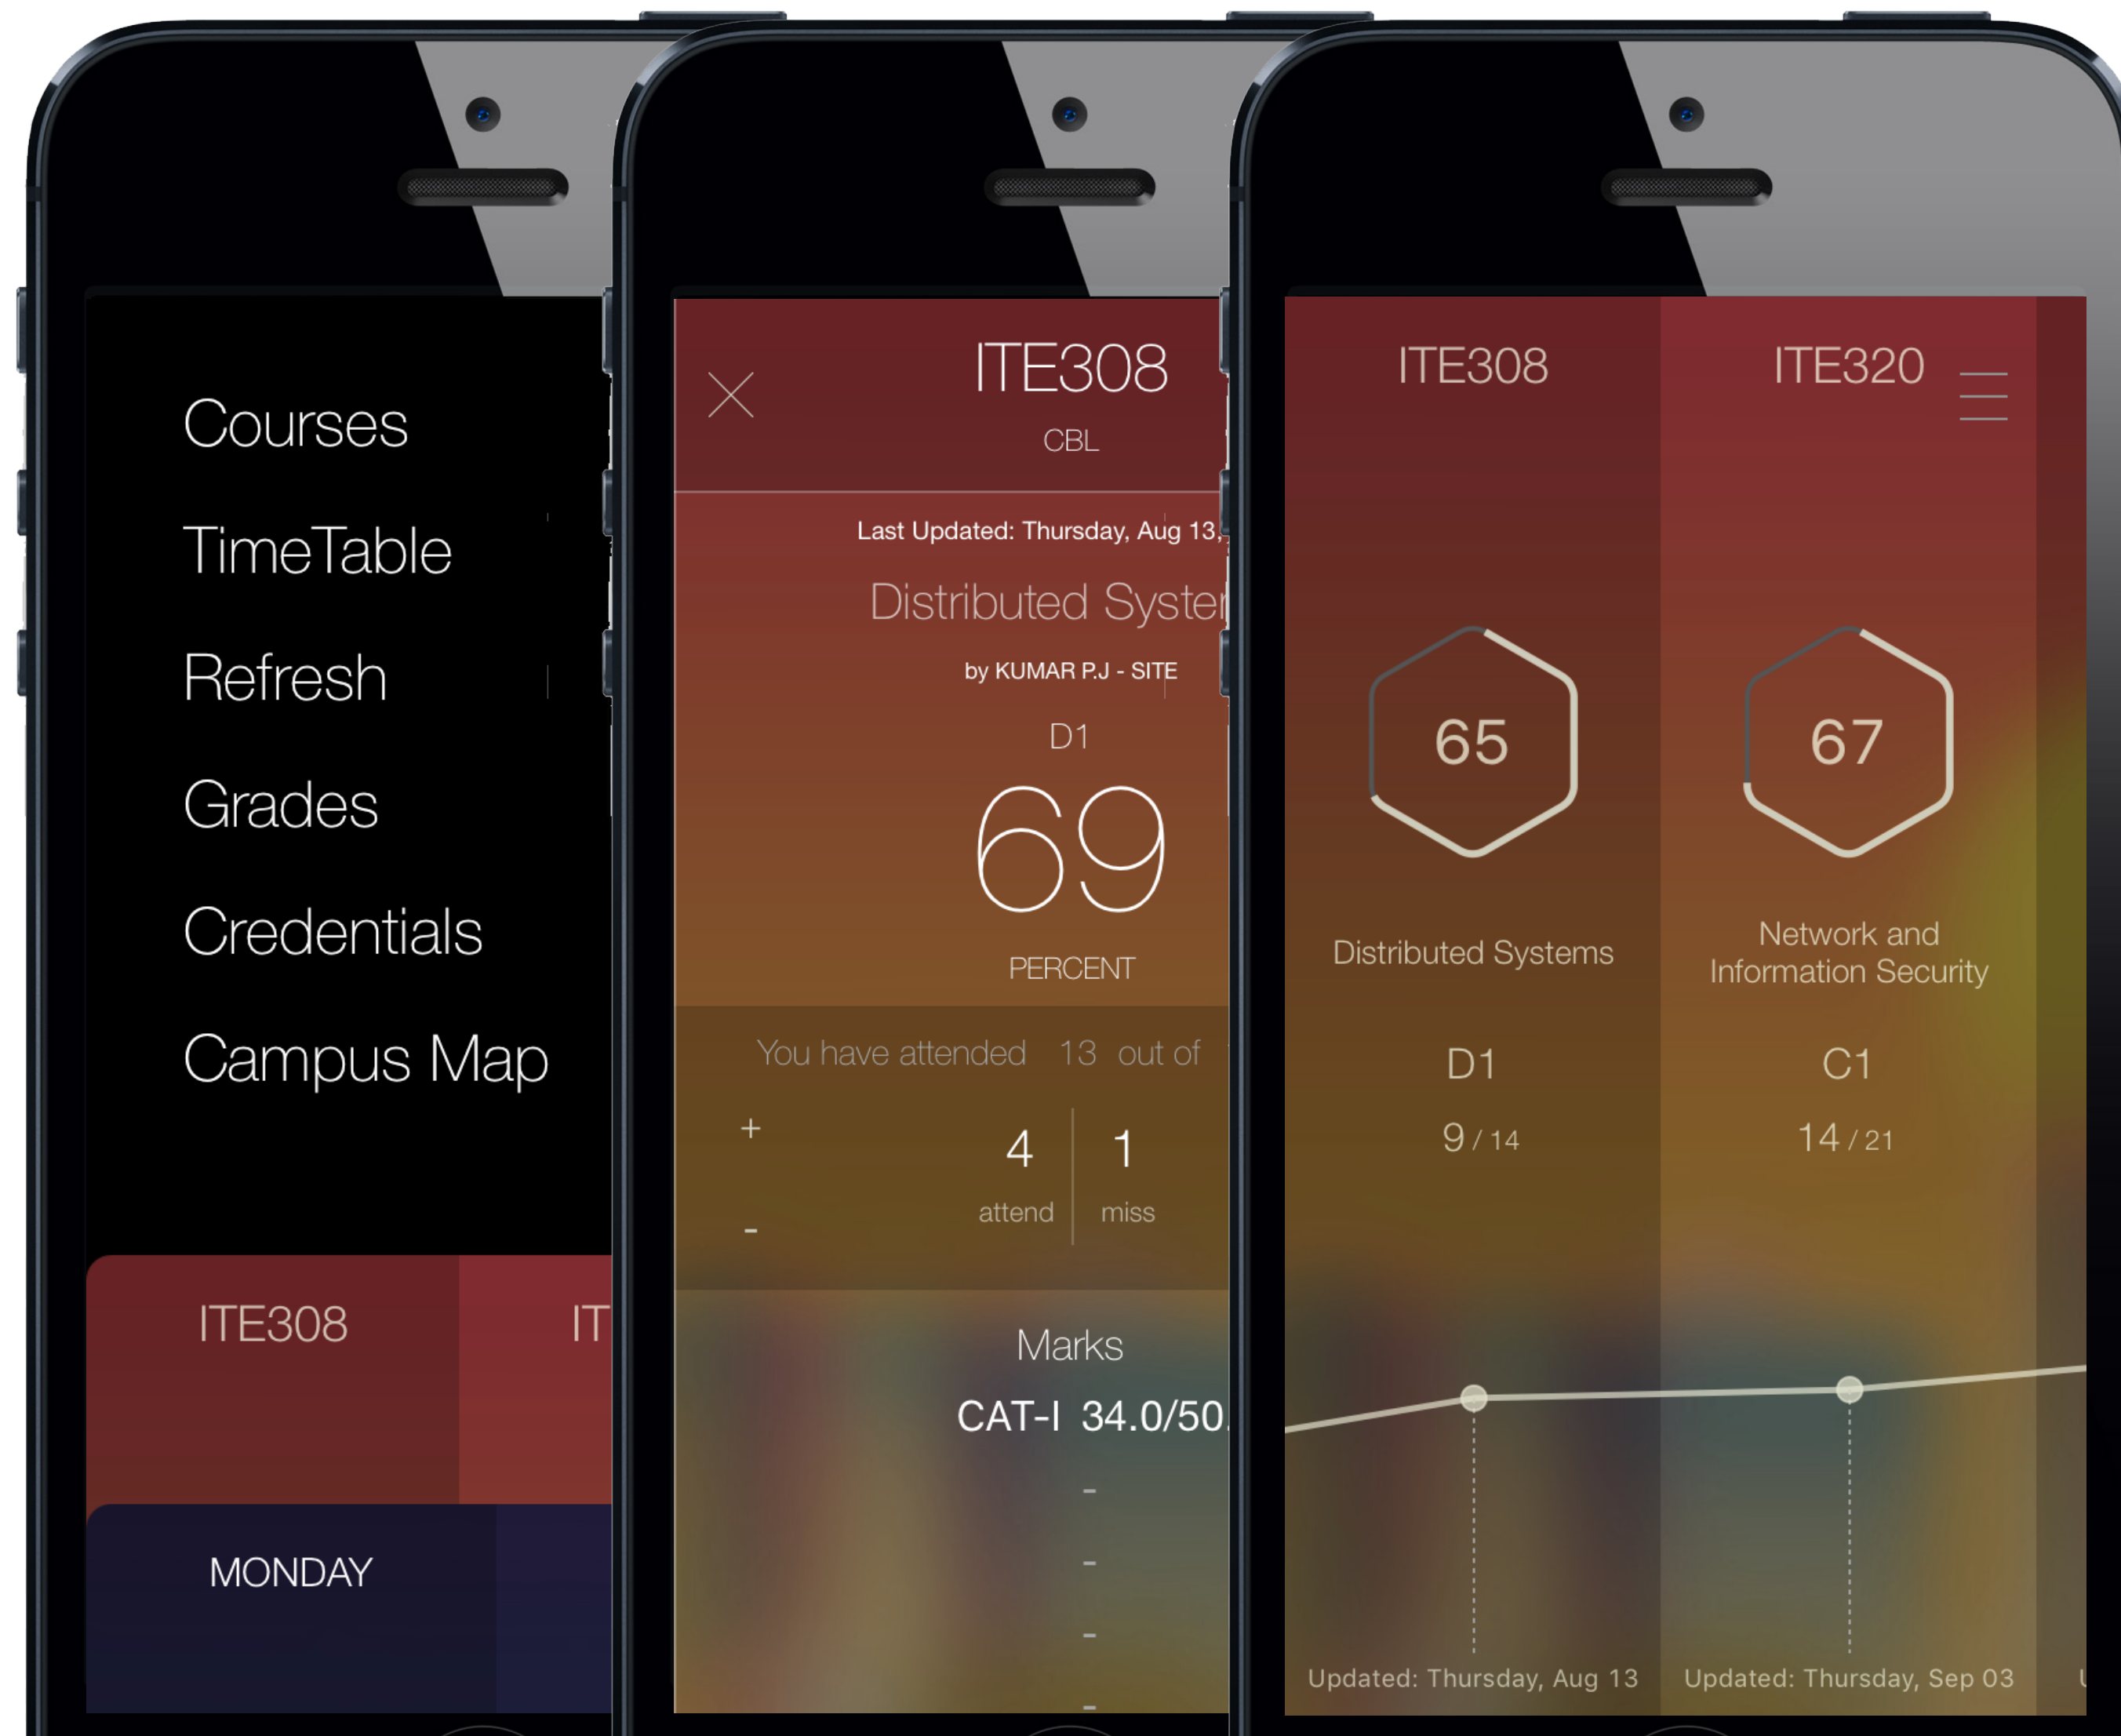 Courses
TimeTable
Refresh
Grades
Credentials
Campus Map
ITE308
IT
MONDAY
ITE308
CBL
Last Updated: Thursday, Aug 13,
Distributed Syster
by KUMAR P.J - SITE
D1
69
PERCENT
You have attended 13 out of
+
4 1
attend miss
-
Marks
CAT-I 34.0/50.
-
-
-
-
ITE308
65
Distributed Systems
D1
9 / 14
Updated: Thursday, Aug 13
ITE320
67
Network and
Information Security
C1
14 / 21
Updated: Thursday, Sep 03